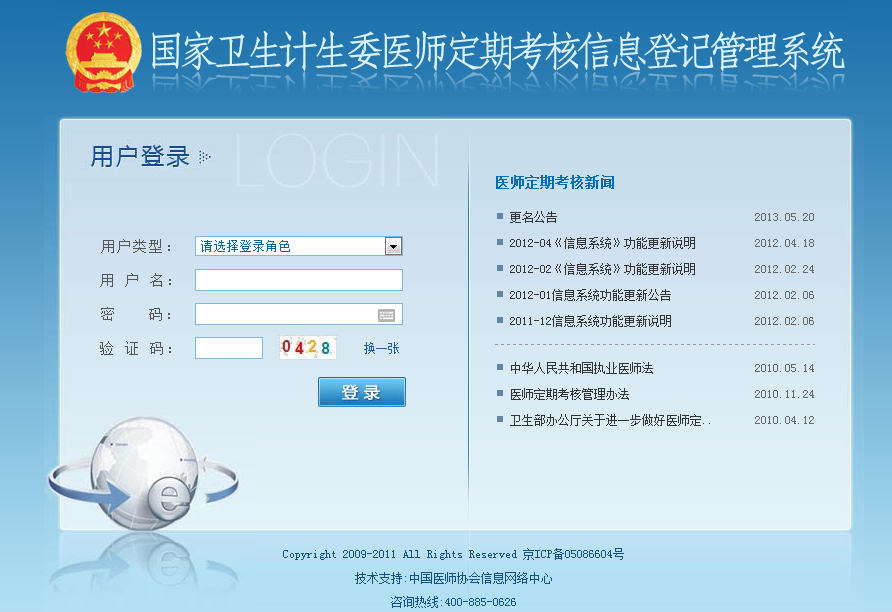 国家卫生计生委医师定期考核信息登记管理系统
用户登录
LOGIN
用户类型：
请选择登录角色
用 户 名：
密 码：
验 证 码：
0428
换一张
登 录
医师定期考核新闻
更名公告 2013.05.20
2012-04《信息系统》功能更新说明 2012.04.18
2012-02《信息系统》功能更新说明 2012.02.24
2012-01信息系统功能更新公告 2012.02.06
2011-12信息系统功能更新说明 2012.02.06
中华人民共和国执业医师法 2010.05.14
医师定期考核管理办法 2010.11.24
卫生部办公厅关于进一步做好医师定.. 2010.04.12
Copyright 2009-2011 All Rights Reserved 京ICP备05086604号
技术支持:中国医师协会信息网络中心
咨询热线:400-885-0626